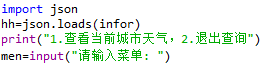 import json
hh=json.loads(infor)
print("1.查看当前城市天气，2.退出查询")
men=input("请输入菜单：")